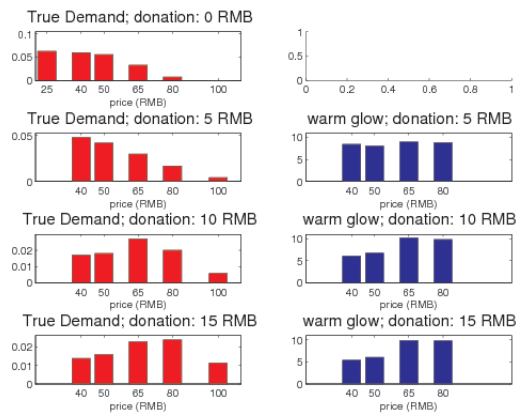 True Demand; donation: 0 RMB
0.1
0.05
0
25 40 50 65 80 100
price (RMB)
1
0.5
0
0 0.2 0.4 0.6 0.8 1
True Demand; donation: 5 RMB
0.05
0
40 50 65 80 100
price (RMB)
warm glow; donation: 5 RMB
10
5
0
40 50 65 80
price (RMB)
True Demand; donation: 10 RMB
0.02
0.01
0
40 50 65 80 100
price (RMB)
warm glow; donation: 10 RMB
10
5
0
40 50 65 80
price (RMB)
True Demand; donation: 15 RMB
0.02
0.01
0
40 50 65 80 100
price (RMB)
warm glow; donation: 15 RMB
10
5
0
40 50 65 80
price (RMB)